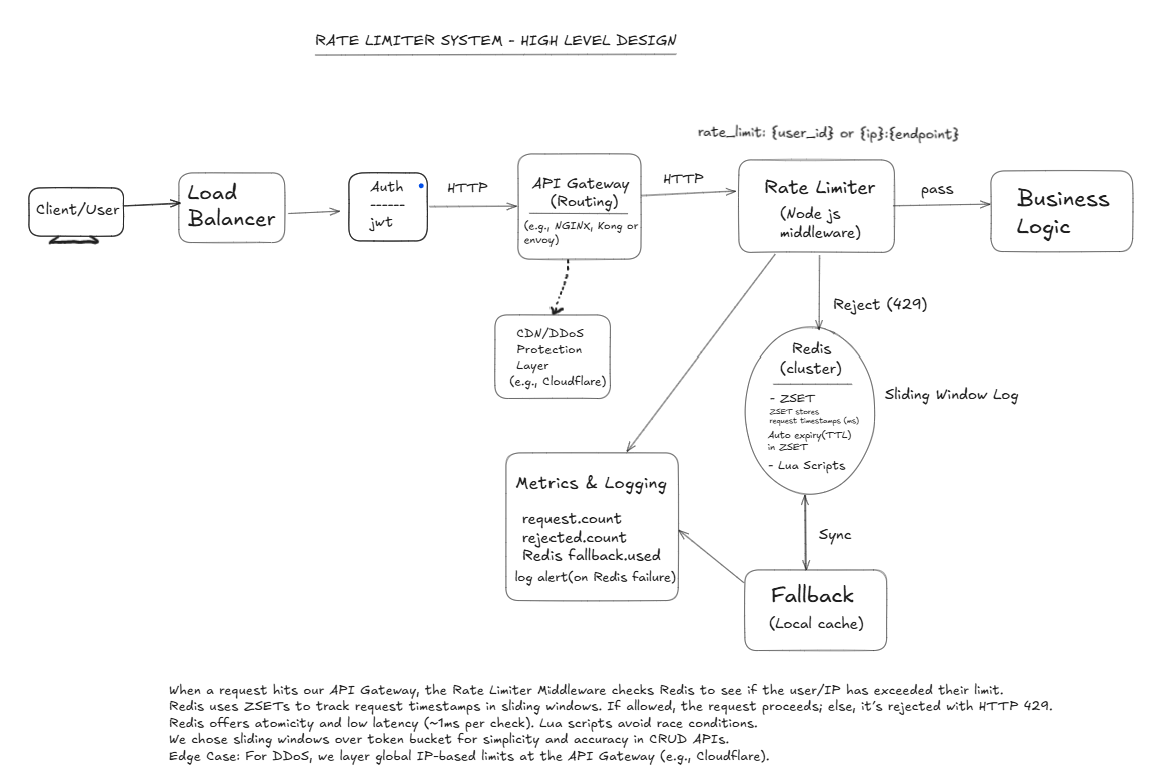 RATE LIMITER SYSTEM - HIGH LEVEL DESIGN
rate_limit: {user_id} or {ip}:{endpoint}
Client/User
Load
Balancer
Auth
------
jwt
HTTP
API Gateway
(Routing)
(e.g., NGINX, Kong or
envoy)
HTTP
Rate Limiter
(Node js
middleware)
pass
Business
Logic
CDN/DDoS
Protection
Layer
(e.g., Cloudflare)
Reject (429)
Redis
(cluster)
- ZSET
ZSET stores
request timestamps (ms)
Auto expiry(TTL)
in ZSET
- Lua Scripts
Sliding Window Log
Metrics & Logging
request.count
rejected.count
Redis fallback.used
log alert(on Redis failure)
Sync
Fallback
(Local cache)
When a request hits our API Gateway, the Rate Limiter Middleware checks Redis to see if the user/IP has exceeded their limit.
Redis uses ZSETs to track request timestamps in sliding windows. If allowed, the request proceeds; else, it's rejected with HTTP 429.
Redis offers atomicity and low latency (~1ms per check). Lua scripts avoid race conditions.
We chose sliding windows over token bucket for simplicity and accuracy in CRUD APIs.
Edge Case: For DDoS, we layer global IP-based limits at the API Gateway (e.g., Cloudflare).